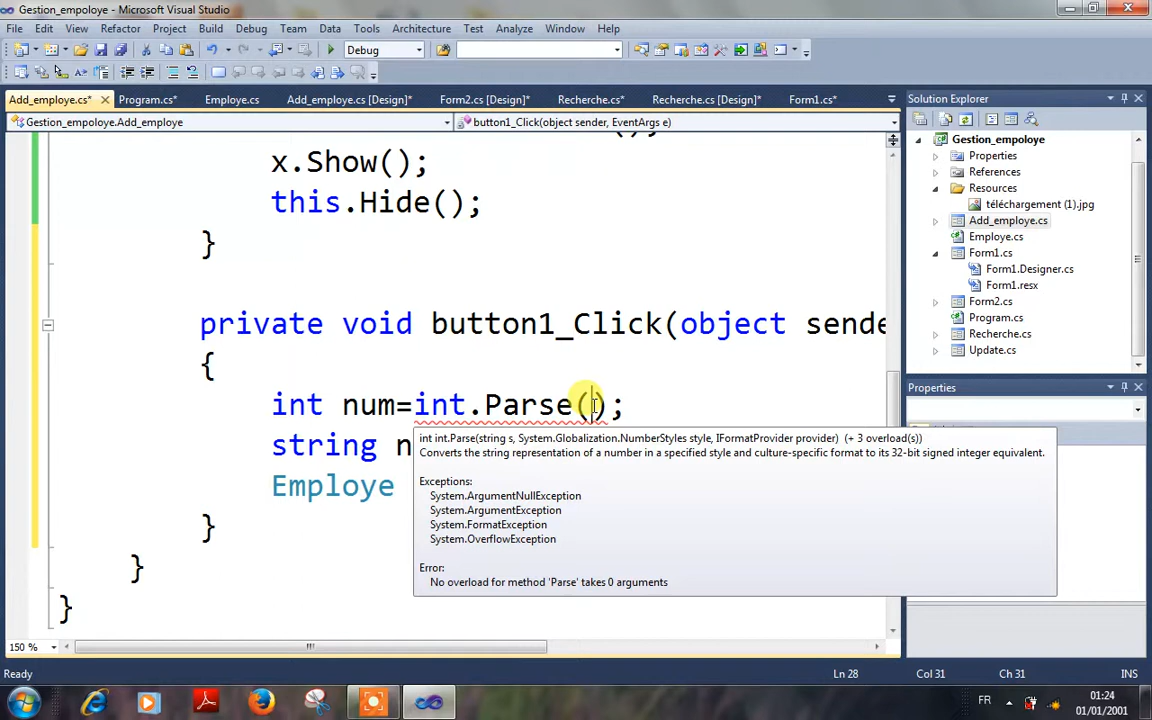 Gestion_empoloye - Microsoft Visual Studio
File Edit View Refactor Project Build Debug Team Data Tools Architecture Test Analyze Window Help
Debug
Add_employe.cs* Program.cs* Employe.cs Add_employe.cs [Design]* Form2.cs [Design]* Recherche.cs* Recherche.cs [Design]* Form1.cs*
Gestion_empoloye.Add_employe button1_Click(object sender, EventArgs e)
x.Show();
this.Hide();
}
private void button1_Click(object sende
{
int num=int.Parse();
string n
Employe
}
}
}
int int.Parse(string s, System.Globalization.NumberStyles style, IFormatProvider provider) (+ 3 overload(s))
Converts the string representation of a number in a specified style and culture-specific format to its 32-bit signed integer equivalent.
Exceptions:
System.ArgumentNullException
System.ArgumentException
System.FormatException
System.OverflowException
Error:
No overload for method 'Parse' takes 0 arguments
150 %
Solution Explorer
Gestion_empoloye
Properties
References
Resources
téléchargement (1).jpg
Add_employe.cs
Employe.cs
Form1.cs
Form1.Designer.cs
Form1.resx
Form2.cs
Program.cs
Recherche.cs
Update.cs
Properties
Ready Ln 28 Col 31 Ch 31 INS
FR 01:24
01/01/2001